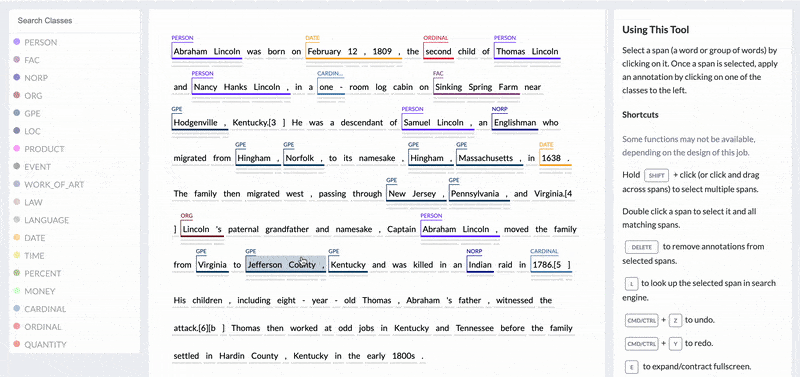 Search Classes
PERSON
FAC
NORP
ORG
GPE
LOC
PRODUCT
EVENT
WORK_OF_ART
LAW
LANGUAGE
DATE
TIME
PERCENT
MONEY
CARDINAL
ORDINAL
QUANTITY
PERSON DATE ORDINAL PERSON
Abraham Lincoln was born on February 12 , 1809 , the second child of Thomas Lincoln
PERSON CARDIN... FAC
and Nancy Hanks Lincoln , in a one - room log cabin on Sinking Spring Farm near
GPE PERSON NORP
Hodgenville , Kentucky.[3 ] He was a descendant of Samuel Lincoln , an Englishman who
GPE GPE GPE GPE DATE
migrated from Hingham , Norfolk , to its namesake , Hingham , Massachusetts , in 1638 .
GPE GPE
The family then migrated west , passing through New Jersey , Pennsylvania , and Virginia.[4
ORG PERSON
] Lincoln 's paternal grandfather and namesake , Captain Abraham Lincoln , moved the family
GPE GPE GPE NORP CARDINAL
from Virginia to Jefferson County , Kentucky and was killed in an Indian raid in 1786.[5 ]
His children , including eight - year - old Thomas , Abraham 's father , witnessed the
attack.[6][b ] Thomas then worked at odd jobs in Kentucky and Tennessee before the family
settled in Hardin County , Kentucky in the early 1800s .
Using This Tool
Select a span (a word or group of words) by
clicking on it. Once a span is selected, apply
an annotation by clicking on one of the
classes to the left.
Shortcuts
Some functions may not be available,
depending on the design of this job.
Hold SHIFT + click (or click and drag
across spans) to select multiple spans.
Double click a span to select it and all
matching spans.
DELETE to remove annotations from
selected spans.
L to look up the selected span in search
engine.
CMD/CTRL + Z to undo.
CMD/CTRL + Y to redo.
E to expand/contract fullscreen.